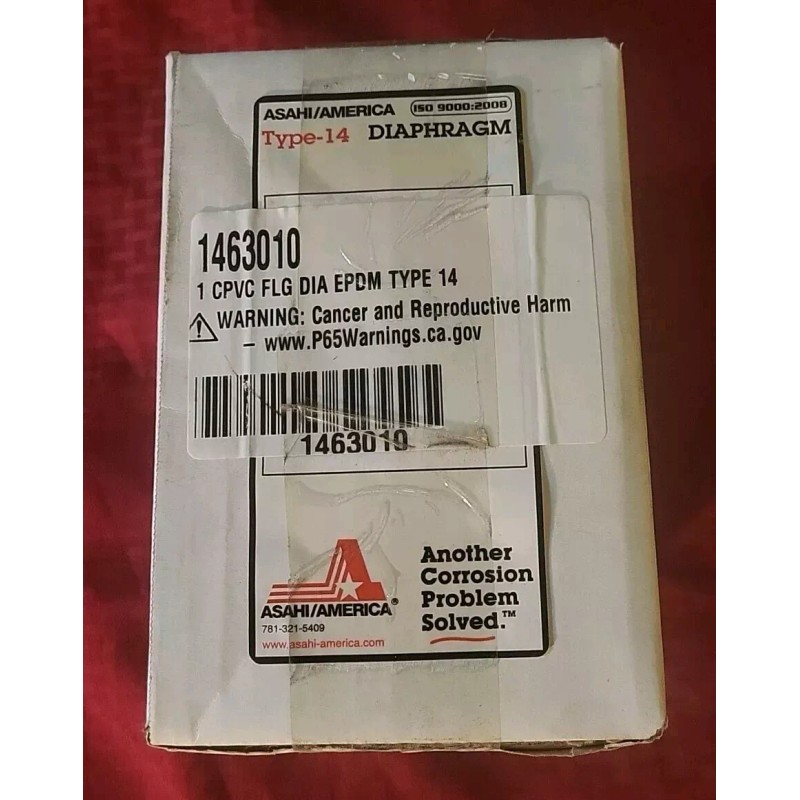 ASAHI/AMERICA ISO 9000:2008
Type-14 DIAPHRAGM
1463010
1 CPVC FLG DIA EPDM TYPE 14
WARNING: Cancer and Reproductive Harm
- www.P65Warnings.ca.gov
1463010
ASAHI/AMERICA®
781-321-5409
www.asahi-america.com
Another
Corrosion
Problem
Solved.™